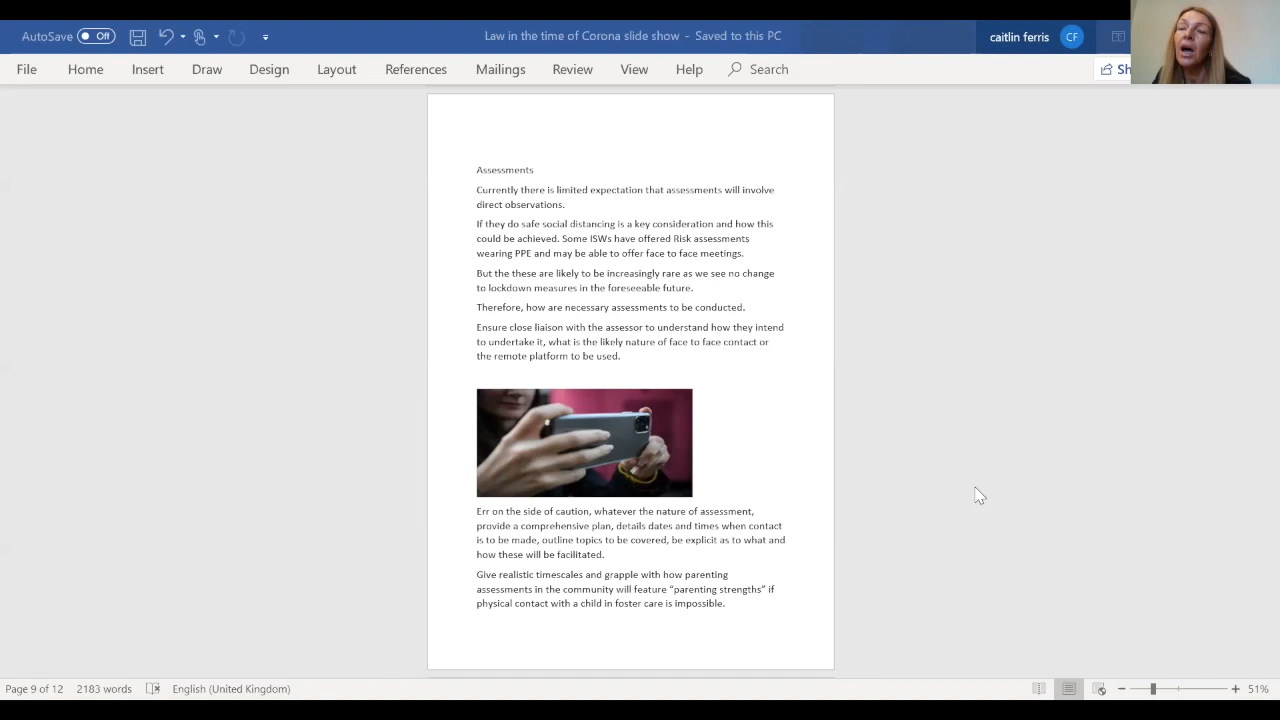 AutoSave Off
Law in the time of Corona slide show - Saved to this PC
caitlin ferris CF
File Home Insert Draw Design Layout References Mailings Review View Help Search
Assessments
Currently there is limited expectation that assessments will involve
direct observations.
If they do safe social distancing is a key consideration and how this
could be achieved. Some ISWs have offered Risk assessments
wearing PPE and may be able to offer face to face meetings.
But the these are likely to be increasingly rare as we see no change
to lockdown measures in the foreseeable future.
Therefore, how are necessary assessments to be conducted.
Ensure close liaison with the assessor to understand how they intend
to undertake it, what is the likely nature of face to face contact or
the remote platform to be used.
Err on the side of caution, whatever the nature of assessment,
provide a comprehensive plan, details dates and times when contact
is to be made, outline topics to be covered, be explicit as to what and
how these will be facilitated.
Give realistic timescales and grapple with how parenting
assessments in the community will feature “parenting strengths” if
physical contact with a child in foster care is impossible.
Page 9 of 12 2183 words English (United Kingdom) 51%